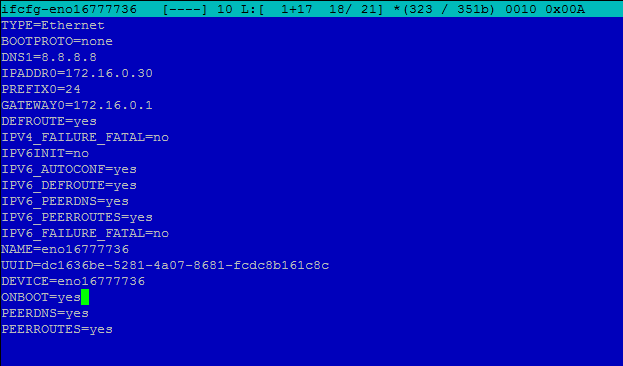 ifcfg-eno16777736   [----] 10 L:[  1+17  18/ 21] *(323 / 351b) 0010 0x00A
TYPE=Ethernet
BOOTPROTO=none
DNS1=8.8.8.8
IPADDR0=172.16.0.30
PREFIX0=24
GATEWAY0=172.16.0.1
DEFROUTE=yes
IPV4_FAILURE_FATAL=no
IPV6INIT=no
IPV6_AUTOCONF=yes
IPV6_DEFROUTE=yes
IPV6_PEERDNS=yes
IPV6_PEERROUTES=yes
IPV6_FAILURE_FATAL=no
NAME=eno16777736
UUID=dc1636be-5281-4a07-8681-fcdc8b161c8c
DEVICE=eno16777736
ONBOOT=yes
PEERDNS=yes
PEERROUTES=yes